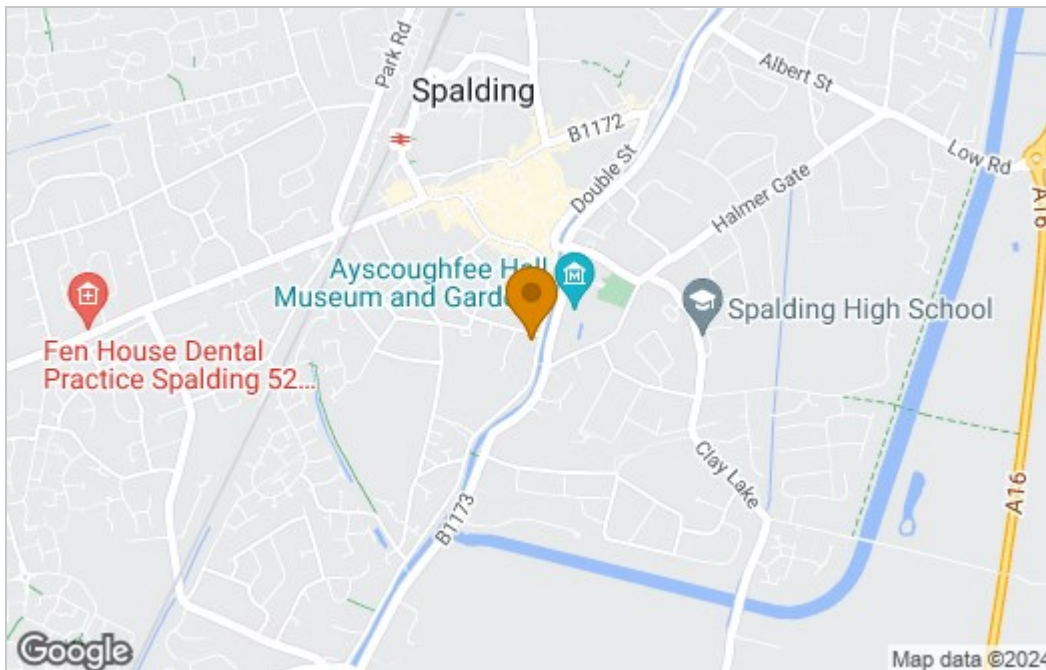 Park Rd
Spalding
Albert St
B1172
Low Rd
Double St
Halmer Gate
A16
Ayscoughfee Hall
Museum and Garde
Spalding High School
Fen House Dental
Practice Spalding 52...
Clay Lake
A16
B1173
Google
Map data ©2024